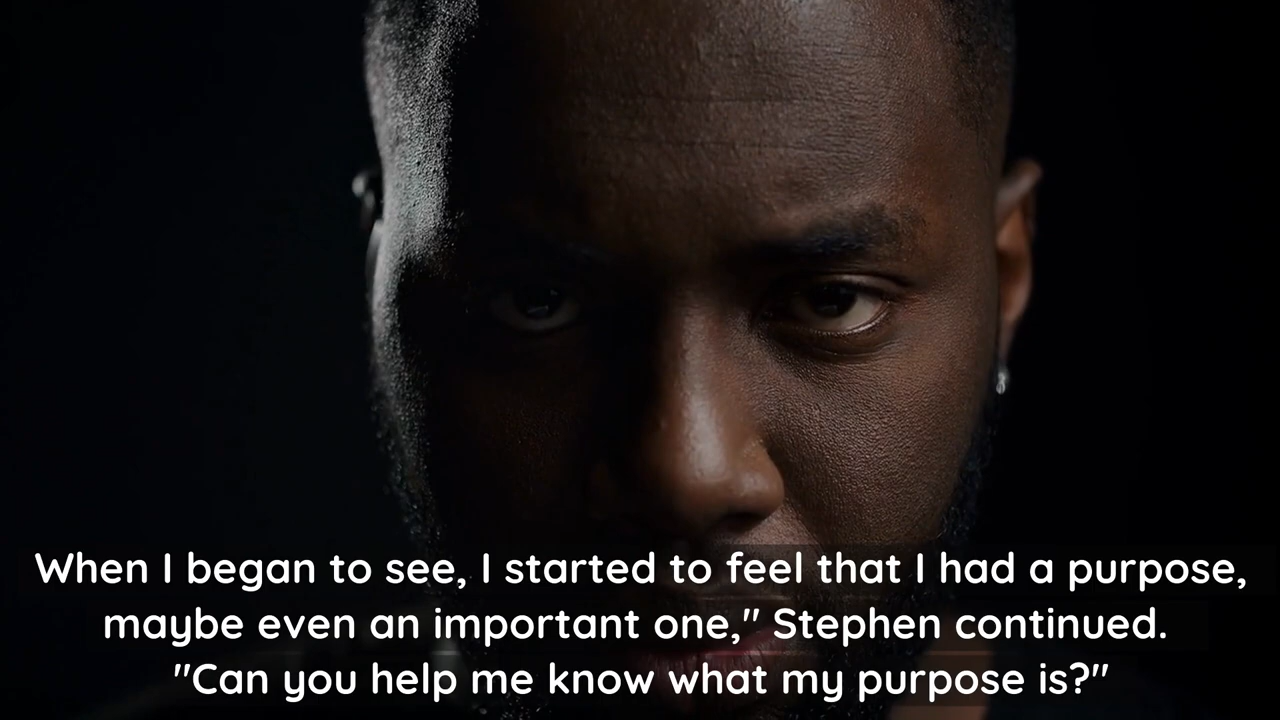 When I began to see, I started to feel that I had a purpose,
maybe even an important one," Stephen continued.
"Can you help me know what my purpose is?"